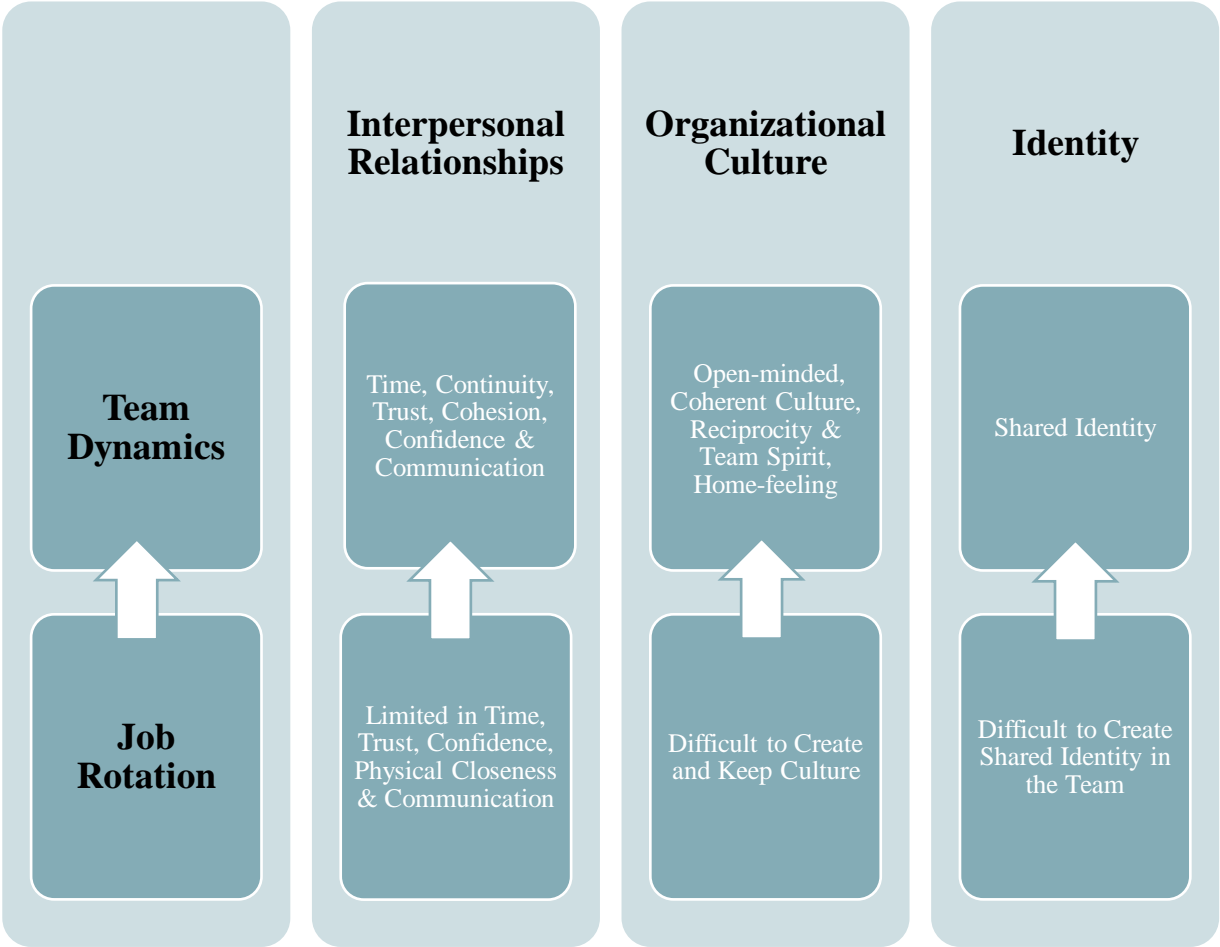 Interpersonal
Relationships
Organizational
Culture
Identity
Team
Dynamics
Time, Continuity,
Trust, Cohesion,
Confidence &
Communication
Open-minded,
Coherent Culture,
Reciprocity &
Team Spirit,
Home-feeling
Shared Identity
Job
Rotation
Limited in Time,
Trust, Confidence,
Physical Closeness
& Communication
Difficult to Create
and Keep Culture
Difficult to Create
Shared Identity in
the Team